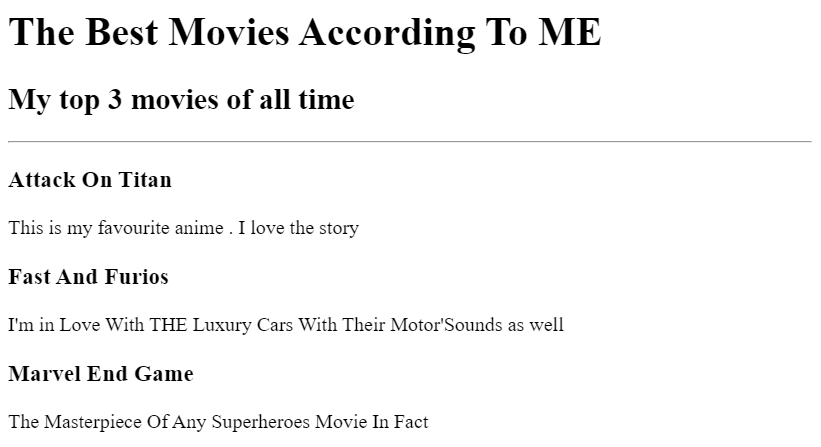 The Best Movies According To ME
My top 3 movies of all time
Attack On Titan
This is my favourite anime . I love the story
Fast And Furios
I'm in Love With THE Luxury Cars With Their Motor'Sounds as well
Marvel End Game
The Masterpiece Of Any Superheroes Movie In Fact